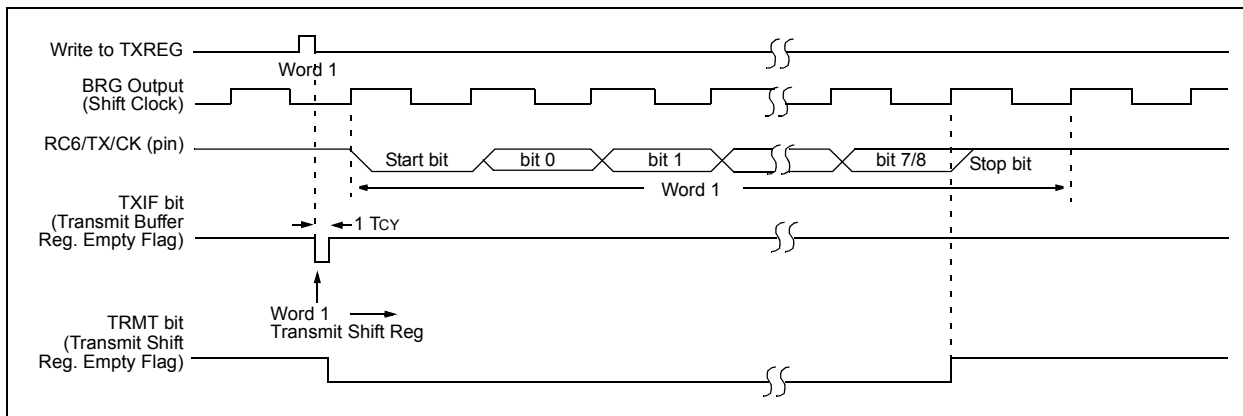 Write to TXREG
Word 1
BRG Output
(Shift Clock)
RC6/TX/CK (pin)
Start bit
bit 0
bit 1
bit 7/8
Stop bit
Word 1
TXIF bit
(Transmit Buffer
Reg. Empty Flag)
1 TCY
Word 1
Transmit Shift Reg
TRMT bit
(Transmit Shift
Reg. Empty Flag)